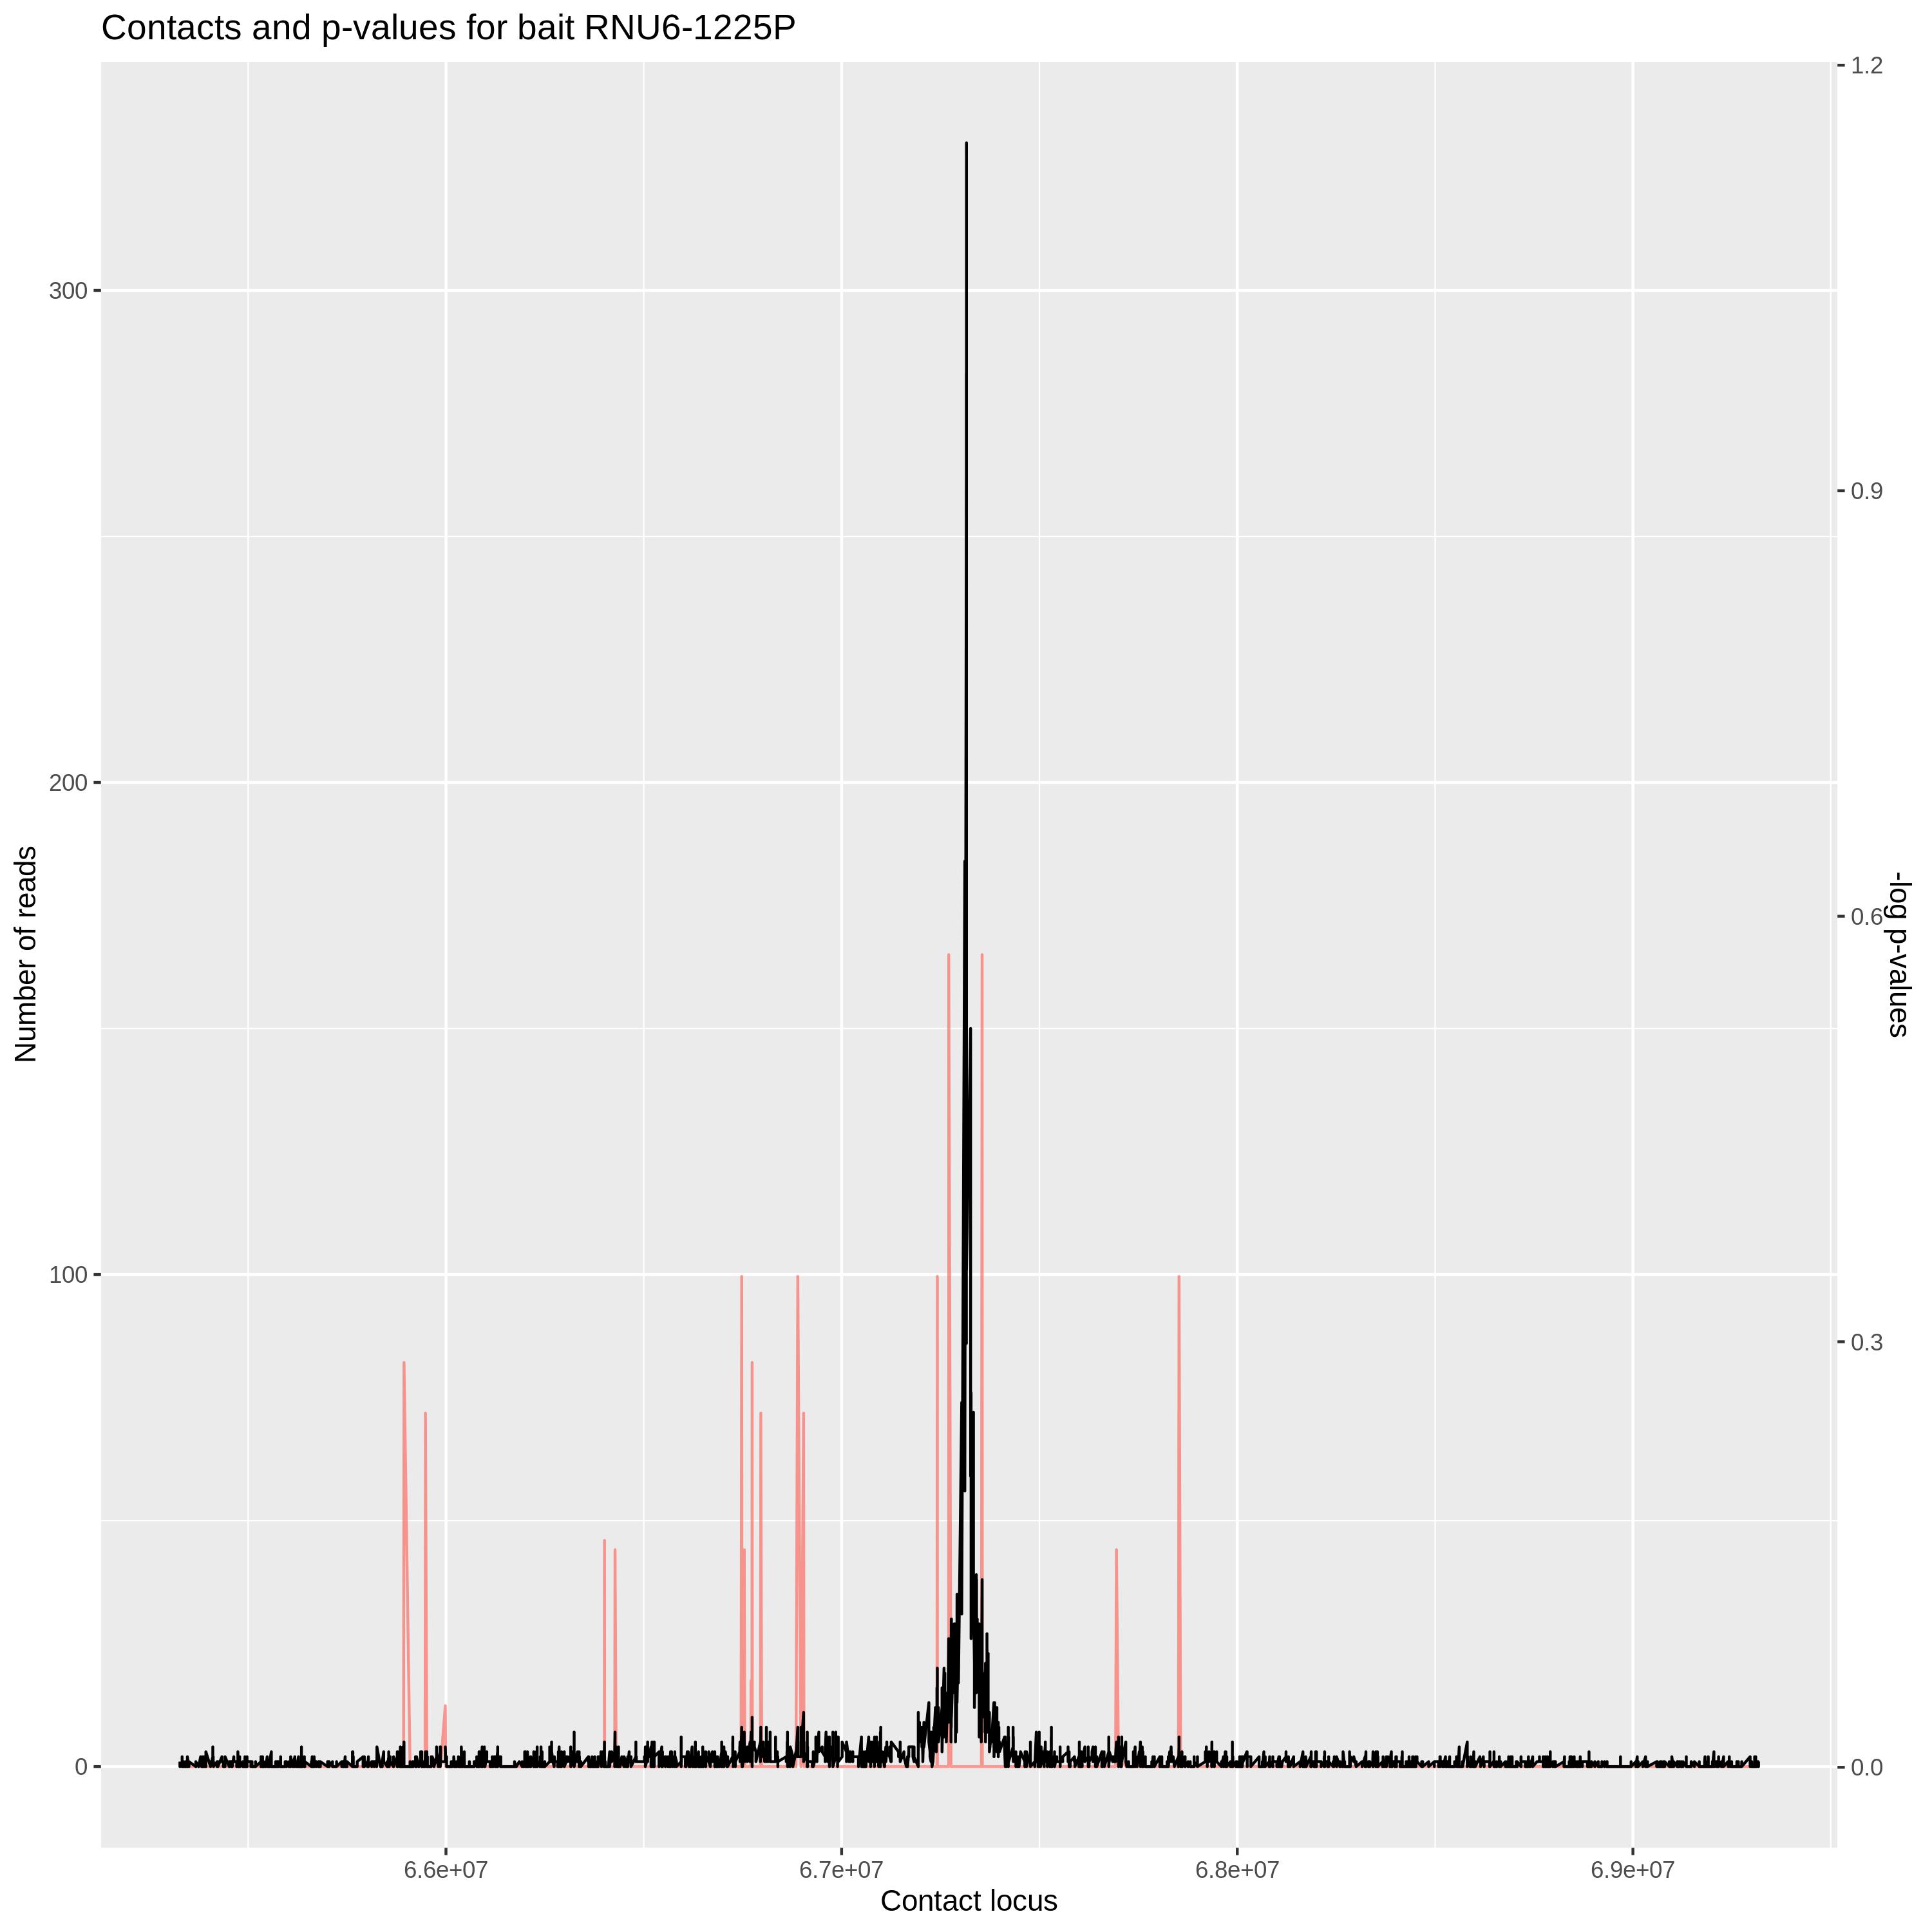 Contacts and p-values for bait RNU6-1225P
1.2
300
0.9
200
Number of reads
0.6
-log p-values
100
0.3
0
0.0
6.6e+07
6.7e+07
6.8e+07
6.9e+07
Contact locus